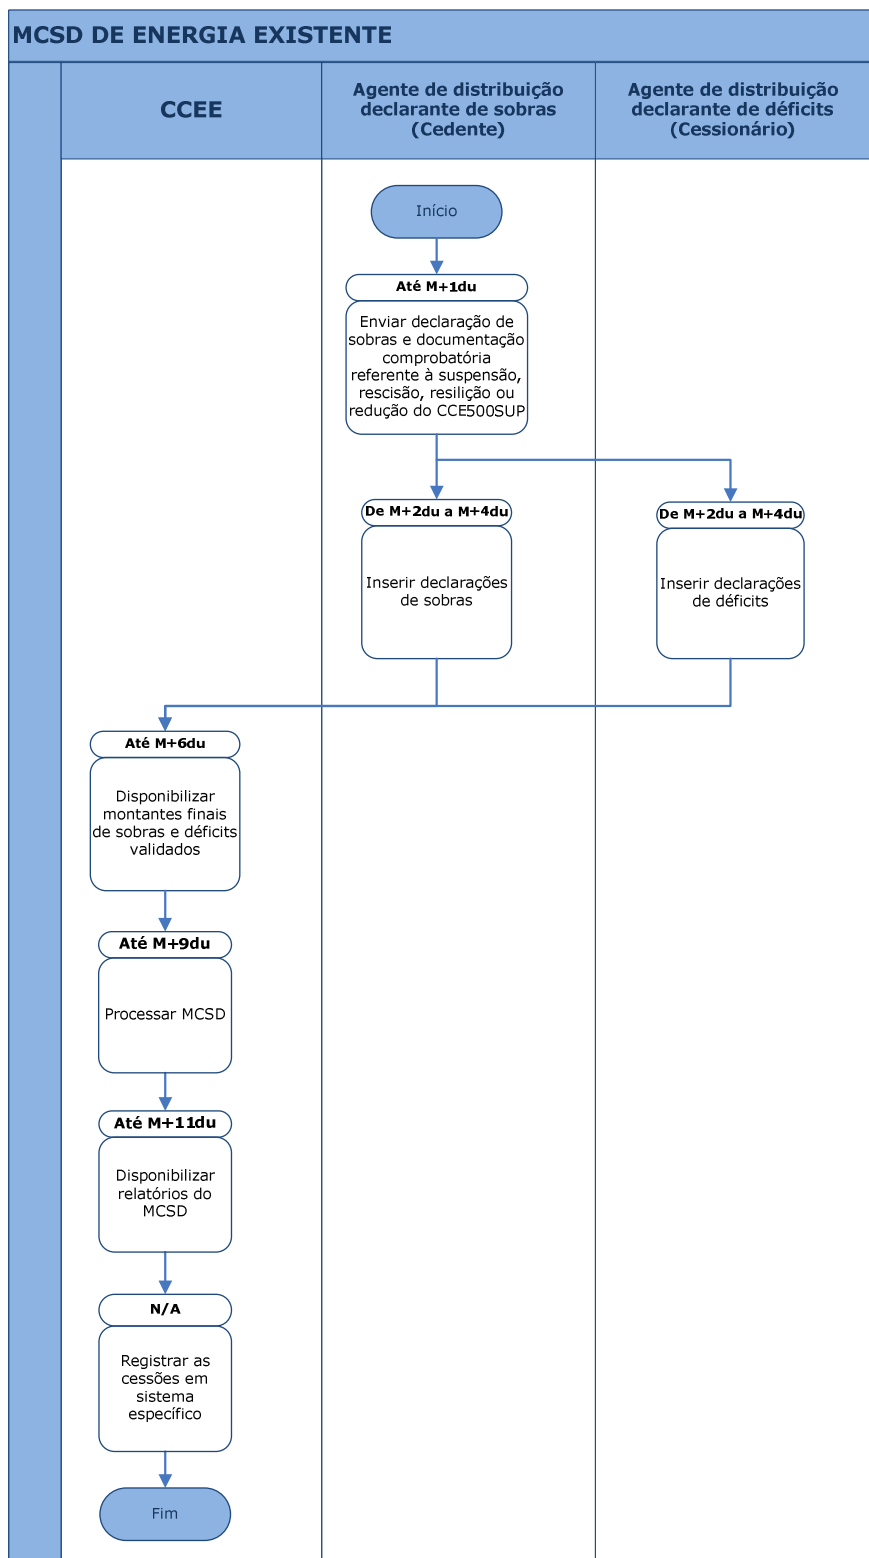 MCSD DE ENERGIA EXISTENTE
CCEE
Agente de distribuição
declarante de sobras
(Cedente)
Agente de distribuição
declarante de déficits
(Cessionário)
Início
Até M+1du
Enviar declaração de
sobras e documentação
comprobatória
referente à suspensão,
rescisão, resilição ou
redução do CCE500SUP
De M+2du a M+4du
Inserir declarações
de sobras
De M+2du a M+4du
Inserir declarações
de déficits
Até M+6du
Disponibilizar
montantes finais
de sobras e déficits
validados
Até M+9du
Processar MCSD
Até M+11du
Disponibilizar
relatórios do
MCSD
N/A
Registrar as
cessões em
sistema
específico
Fim